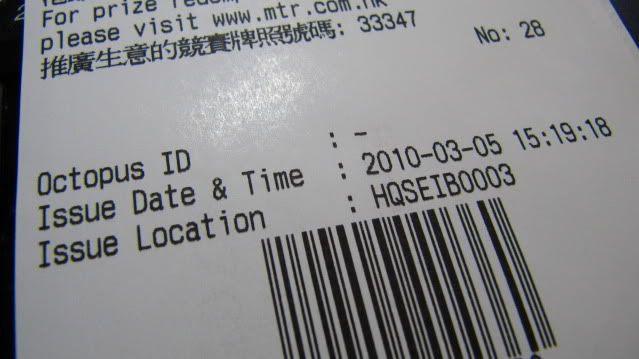 For prize redemp
please visit www.mtr.com.hk
推廣生意的競賽牌照號碼: 33347
No: 28
Octopus ID : -
Issue Date & Time : 2010-03-05 15:19:18
Issue Location : HQSEIB0003